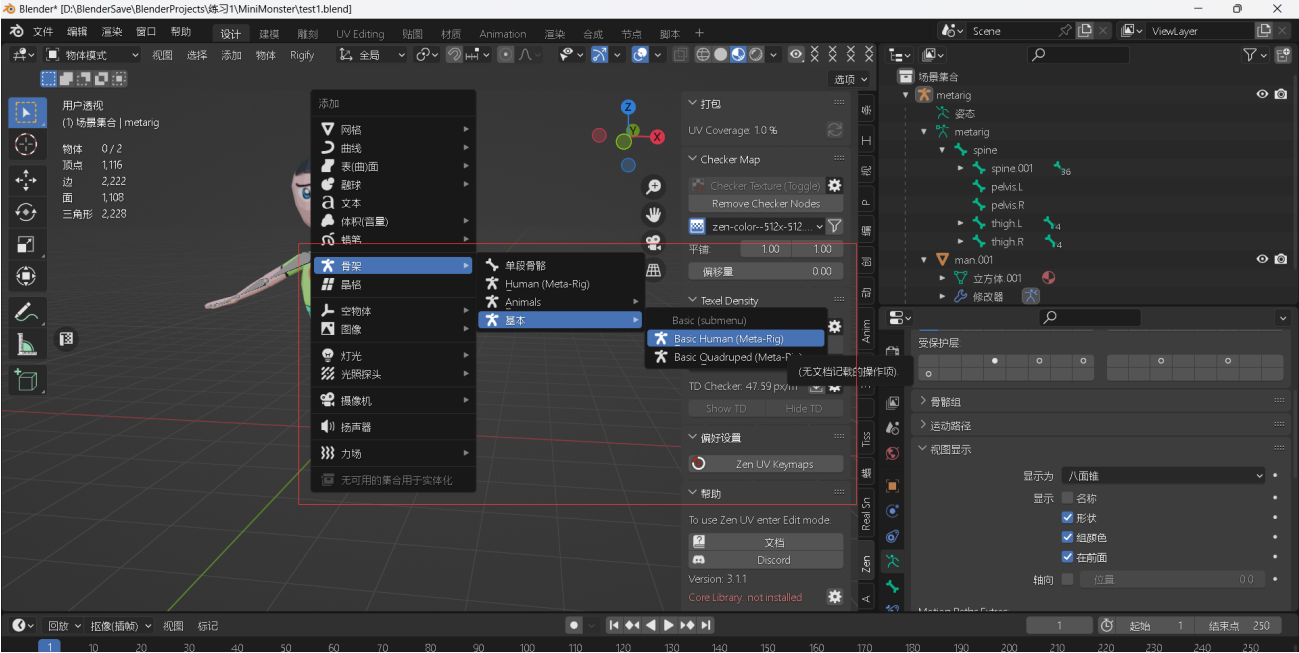 Blender* [D:\BlenderSave\BlenderProjects\练习1\MiniMonster\test1.blend]
文件 编辑 渲染 窗口 帮助 设计 建模 雕刻 UV Editing 贴图 材质 Animation 渲染 合成 节点 脚本 + Scene ViewLayer
物体模式 视图 选择 添加 物体 Rigify 全局
选项
用户透视
(1) 场景集合 | metarig
物体 0 / 2
顶点 1,116
边 2,222
面 1,108
三角形 2,228
添加
网格
曲线
表(曲)面
融球
文本
体积(音量)
蜡笔
骨架
晶格
空物体
图像
灯光
光照探头
摄像机
扬声器
力场
无可用的集合用于实体化
单段骨骼
Human (Meta-Rig)
Animals
基本
Basic (submenu)
Basic Human (Meta-Rig)
Basic Quadruped (Meta-Rig)
(无文档记载的操作项).
Z
Y
X
打包
UV Coverage: 1.0 %
Checker Map
Checker Texture (Toggle)
Remove Checker Nodes
zen-color--512x-512...
平铺 1.00 1.00
偏移量 0.00
Texel Density
TD Checker: 47.59 px/m
Show TD Hide TD
偏好设置
Zen UV Keymaps
帮助
To use Zen UV enter Edit mode.
文档
Discord
Version: 3.1.1
Core Library: not installed
Anim
Tiss
Real Sn
Zen
场景集合
metarig
姿态
metarig
spine
spine.001 36
pelvis.L
pelvis.R
thigh.L 4
thigh.R 4
man.001
立方体.001
修改器
受保护层:
骨骼组
运动路径
视图显示
显示为 八面锥
显示 名称
形状
组颜色
在前面
轴向 位置 0.0
回放 抠像(插帧) 视图 标记 1 起始 1 结束点 250
1 10 20 30 40 50 60 70 80 90 100 110 120 130 140 150 160 170 180 190 200 210 220 230 240 250